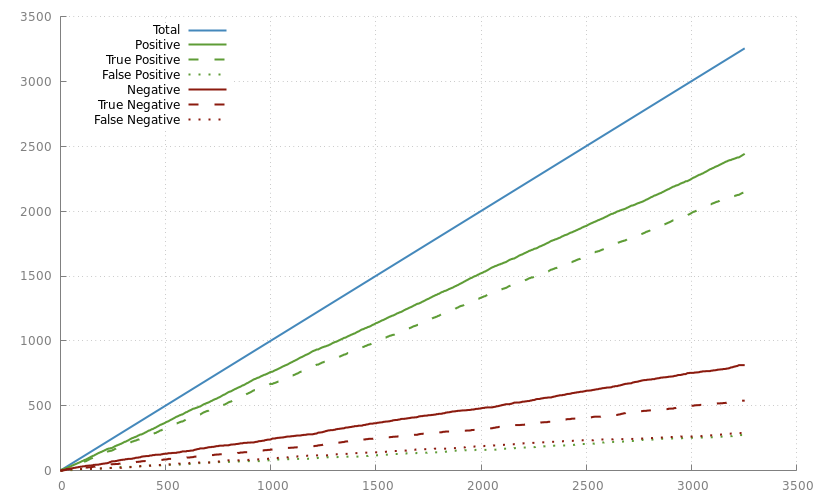 3500
3000
2500
2000
1500
1000
500
0
Total
Positive
True Positive
False Positive
Negative
True Negative
False Negative
0
500
1000
1500
2000
2500
3000
3500